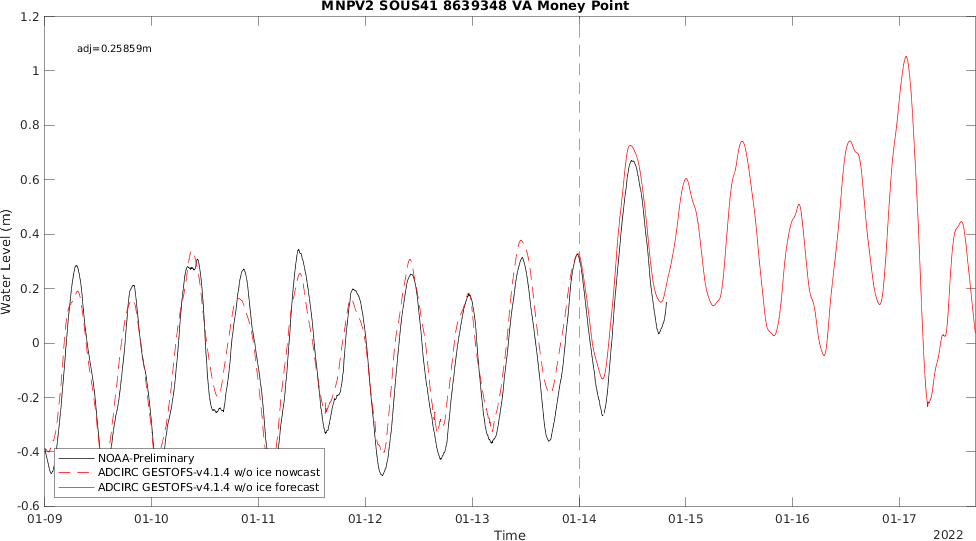 MNPV2 SOUS41 8639348 VA Money Point
adj=0.25859m
Water Level (m)
1.2
1
0.8
0.6
0.4
0.2
0
-0.2
-0.4
-0.6
NOAA-Preliminary
ADCIRC GESTOFS-v4.1.4 w/o ice nowcast
ADCIRC GESTOFS-v4.1.4 w/o ice forecast
01-09 01-10 01-11 01-12 01-13 01-14 01-15 01-16 01-17
Time
2022